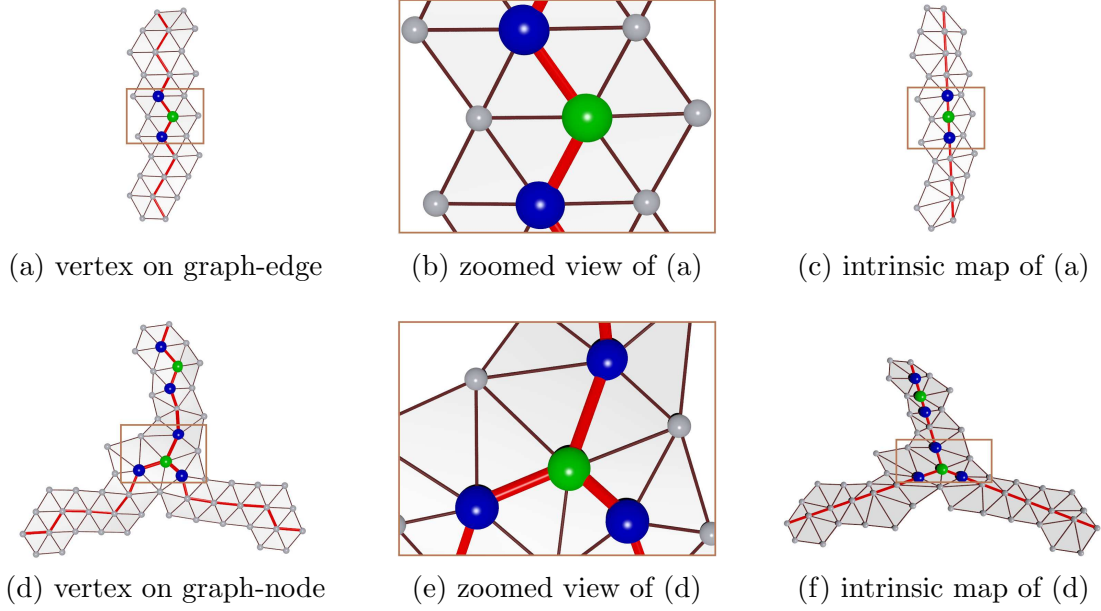 (a) vertex on graph-edge
(b) zoomed view of (a)
(c) intrinsic map of (a)
(d) vertex on graph-node
(e) zoomed view of (d)
(f) intrinsic map of (d)